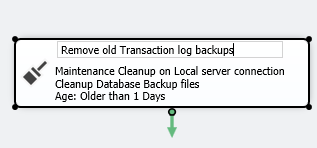 Remove old Transaction log backups
Maintenance Cleanup on Local server connection
Cleanup Database Backup files
Age: Older than 1 Days